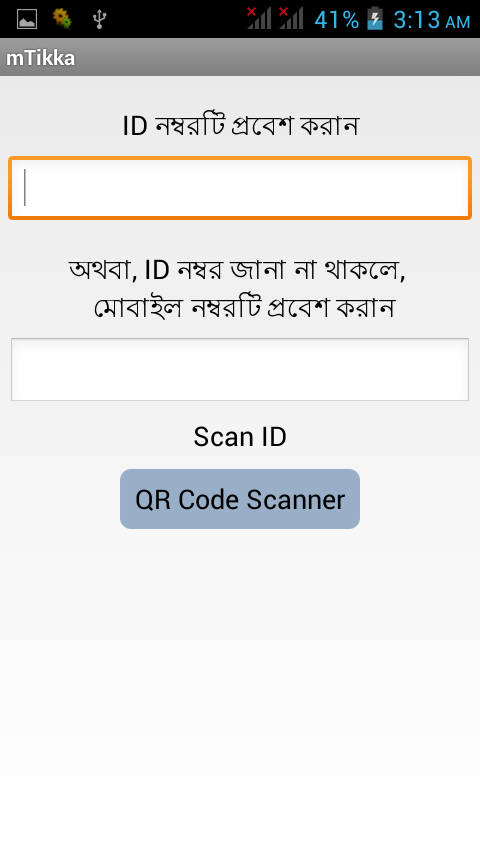 41% 3:13 AM
mTikka
ID নম্বরটি প্রবেশ করান
অথবা, ID নম্বর জানা না থাকলে,
মোবাইল নম্বরটি প্রবেশ করান
Scan ID
QR Code Scanner